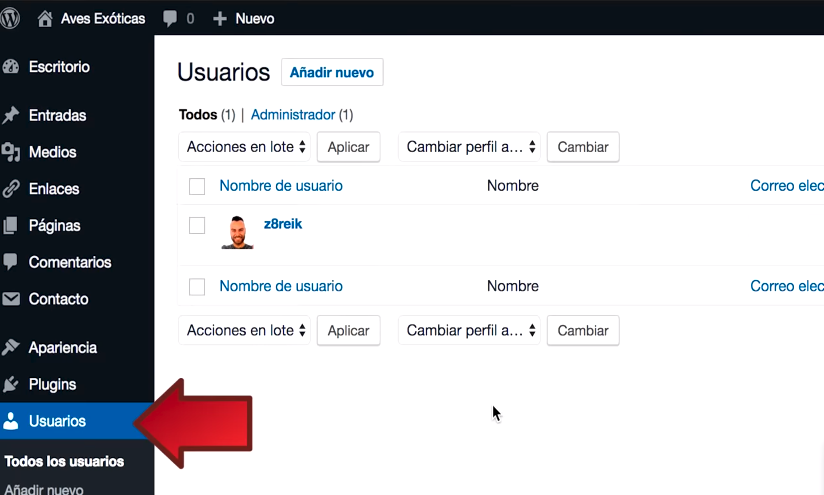 Aves Exóticas 0 Nuevo
Escritorio
Entradas
Medios
Enlaces
Páginas
Comentarios
Contacto
Apariencia
Plugins
Usuarios
Todos los usuarios
Añadir nuevo
Usuarios Añadir nuevo
Todos (1) | Administrador (1)
Acciones en lote Aplicar Cambiar perfil a... Cambiar
Nombre de usuario Nombre Correo elec
z8reik
Nombre de usuario Nombre Correo elec
Acciones en lote Aplicar Cambiar perfil a... Cambiar